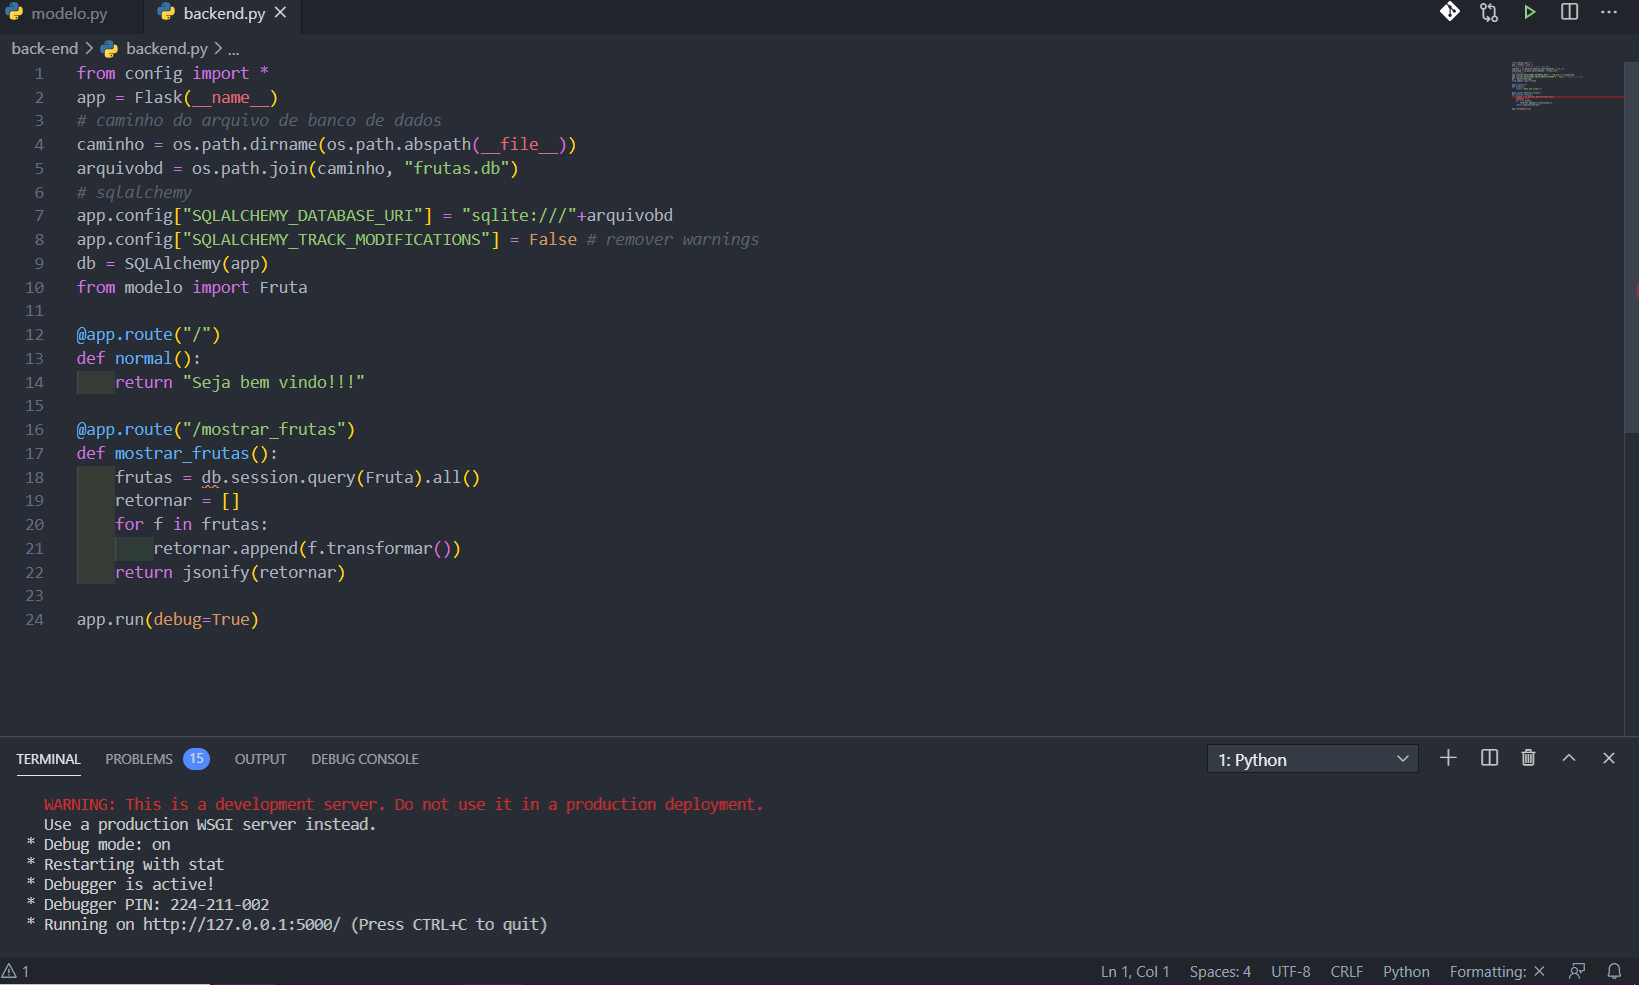 modelo.py backend.py
back-end > backend.py > ...
1 from config import *
2 app = Flask(__name__)
3 # caminho do arquivo de banco de dados
4 caminho = os.path.dirname(os.path.abspath(__file__))
5 arquivobd = os.path.join(caminho, "frutas.db")
6 # sqlalchemy
7 app.config["SQLALCHEMY_DATABASE_URI"] = "sqlite:///"+arquivobd
8 app.config["SQLALCHEMY_TRACK_MODIFICATIONS"] = False # remover warnings
9 db = SQLAlchemy(app)
10 from modelo import Fruta
11
12 @app.route("/")
13 def normal():
14     return "Seja bem vindo!!!"
15
16 @app.route("/mostrar_frutas")
17 def mostrar_frutas():
18     frutas = db.session.query(Fruta).all()
19     retornar = []
20     for f in frutas:
21         retornar.append(f.transformar())
22     return jsonify(retornar)
23
24 app.run(debug=True)
TERMINAL PROBLEMS 15 OUTPUT DEBUG CONSOLE 1: Python
WARNING: This is a development server. Do not use it in a production deployment.
Use a production WSGI server instead.
* Debug mode: on
* Restarting with stat
* Debugger is active!
* Debugger PIN: 224-211-002
* Running on http://127.0.0.1:5000/ (Press CTRL+C to quit)
1 Ln 1, Col 1 Spaces: 4 UTF-8 CRLF Python Formatting: ×